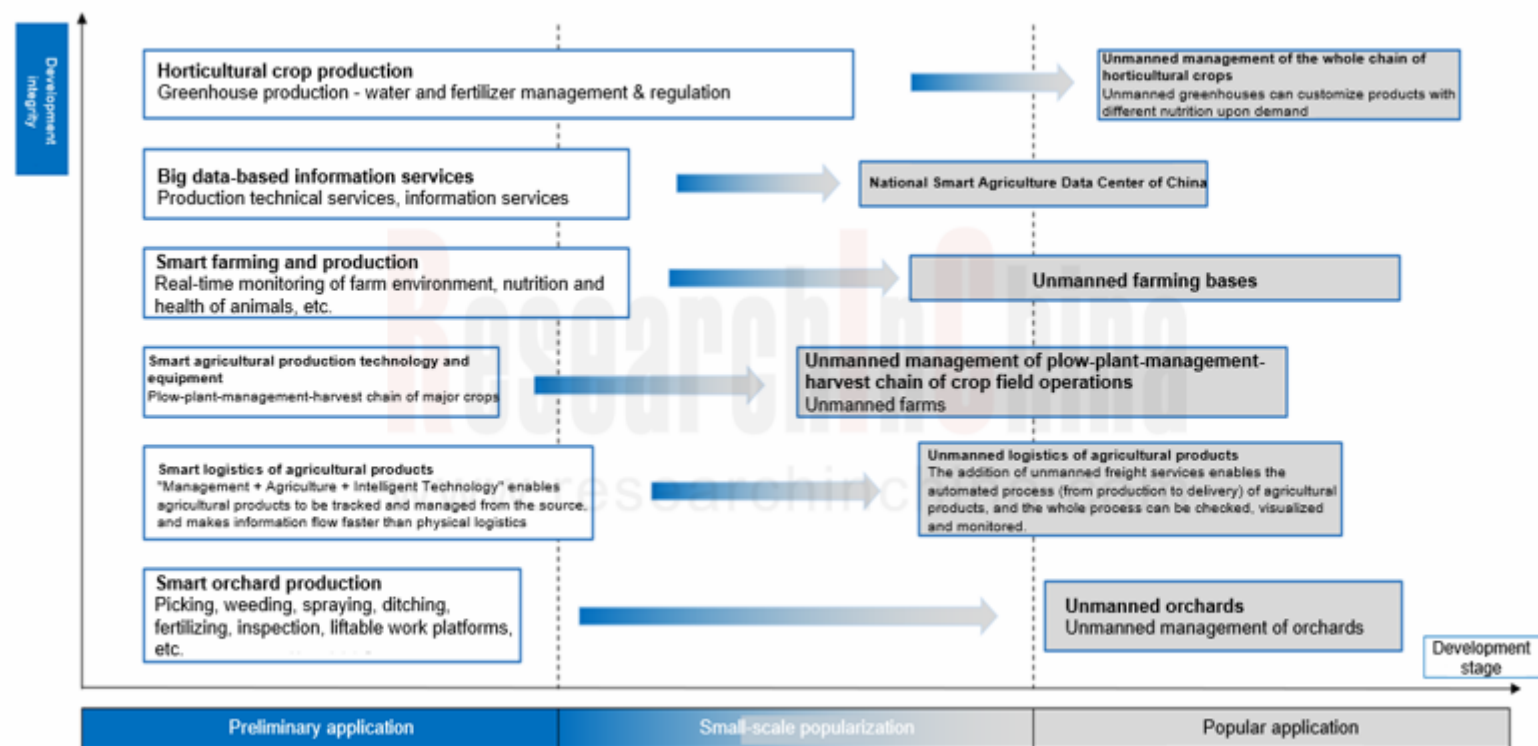 Development
integrity
Horticultural crop production
Greenhouse production - water and fertilizer management & regulation
Unmanned management of the whole chain of
horticultural crops
Unmanned greenhouses can customize products with
different nutrition upon demand
Big data-based information services
Production technical services, information services
National Smart Agriculture Data Center of China
Smart farming and production
Real-time monitoring of farm environment, nutrition and
health of animals, etc.
Unmanned farming bases
ResearchInChina
Smart agricultural production technology and
equipment
Plow-plant-management-harvest chain of major crops
Unmanned management of plow-plant-management-
harvest chain of crop field operations
Unmanned farms
Smart logistics of agricultural products
"Management + Agriculture + Intelligent Technology" enables
agricultural products to be tracked and managed from the source,
and makes information flow faster than physical logistics
Unmanned logistics of agricultural products
The addition of unmanned freight services enables the
automated process (from production to delivery) of agricultural
products, and the whole process can be checked, visualized
and monitored.
Smart orchard production
Picking, weeding, spraying, ditching,
fertilizing, inspection, liftable work platforms,
etc.
Unmanned orchards
Unmanned management of orchards
Development
stage
Preliminary application
Small-scale popularization
Popular application